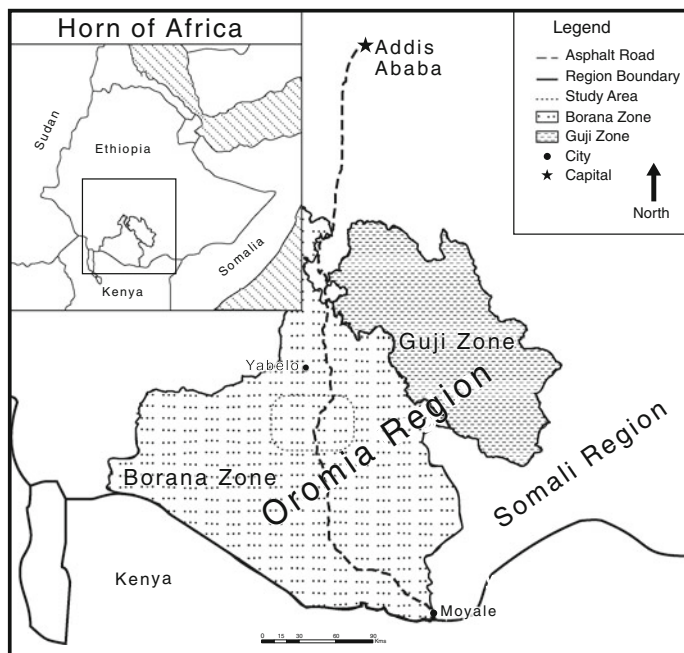 Horn of Africa
Sudan
Ethiopia
Somalia
Kenya
Addis
Ababa
Legend
Asphalt Road
Region Boundary
Study Area
Borana Zone
Guji Zone
City
Capital
North
Guji Zone
Yabelo
Oromia Region
Somali Region
Borana Zone
Kenya
Moyale
0 15 30 60 90
Kms